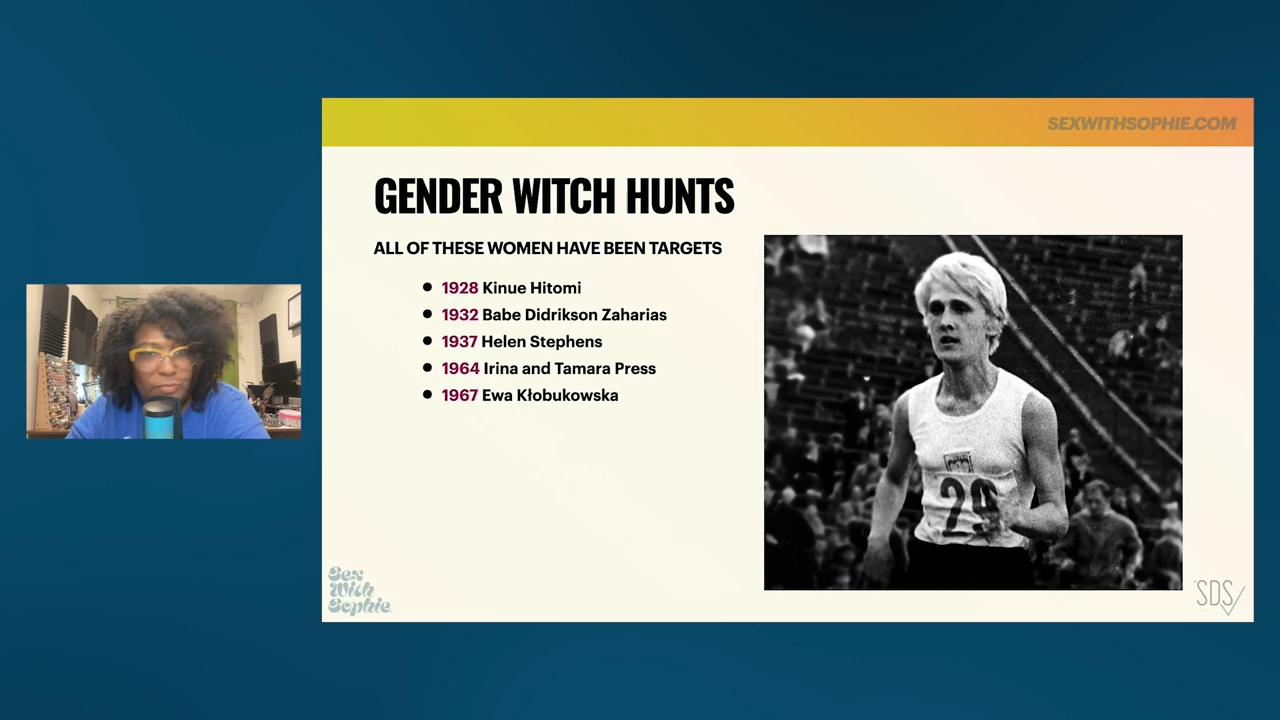 SEXWITHSOPHIE.COM
GENDER WITCH HUNTS
ALL OF THESE WOMEN HAVE BEEN TARGETS
1928 Kinue Hitomi
1932 Babe Didrikson Zaharias
1937 Helen Stephens
1964 Irina and Tamara Press
1967 Ewa Kłobukowska
29
Sex
With
Sophie
SDS